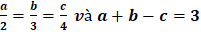 a/2 = b/3 = c/4 và a + b − c = 3